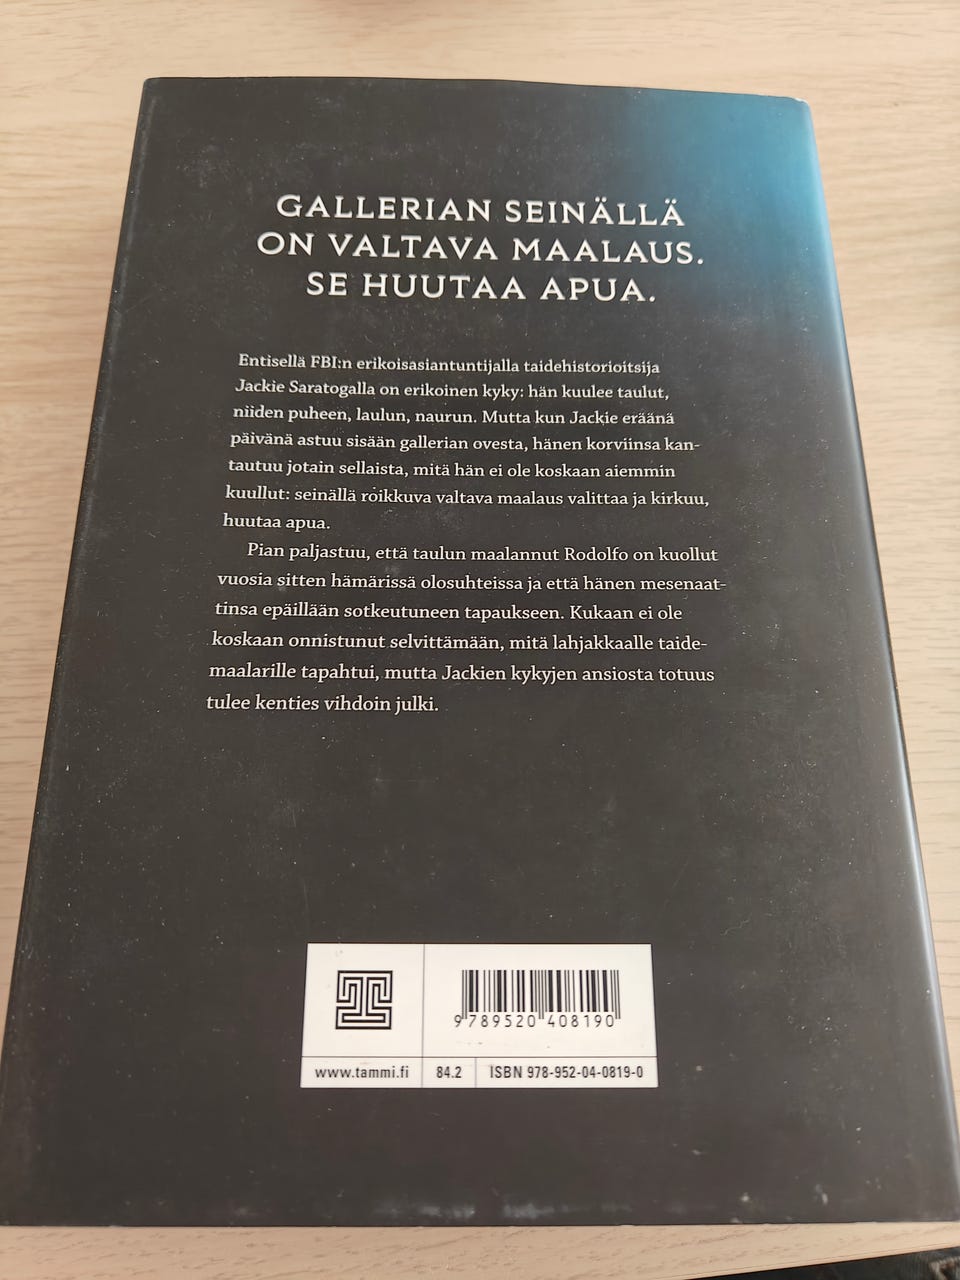 GALLERIAN SEINÄLLÄ
ON VALTAVA MAALAUS.
SE HUUTAA APUA.
Entisellä FBI:n erikoisasiantuntijalla taidehistorioitsija
Jackie Saratogalla on erikoinen kyky: hän kuulee taulut,
niiden puheen, laulun, naurun. Mutta kun Jackie eräänä
päivänä astuu sisään gallerian ovesta, hänen korviinsa kan-
tautuu jotain sellaista, mitä hän ei ole koskaan aiemmin
kuullut: seinällä roikkuva valtava maalaus valittaa ja kirkuu,
huutaa apua.
Pian paljastuu, että taulun maalannut Rodolfo on kuollut
vuosia sitten hämärissä olosuhteissa ja että hänen mesenaat-
tinsa epäillään sotkeutuneen tapaukseen. Kukaan ei ole
koskaan onnistunut selvittämään, mitä lahjakkaalle taide-
maalarille tapahtui, mutta Jackien kykyjen ansiosta totuus
tulee kenties vihdoin julki.
9 789520 408190
www.tammi.fi 84.2 ISBN 978-952-04-0819-0